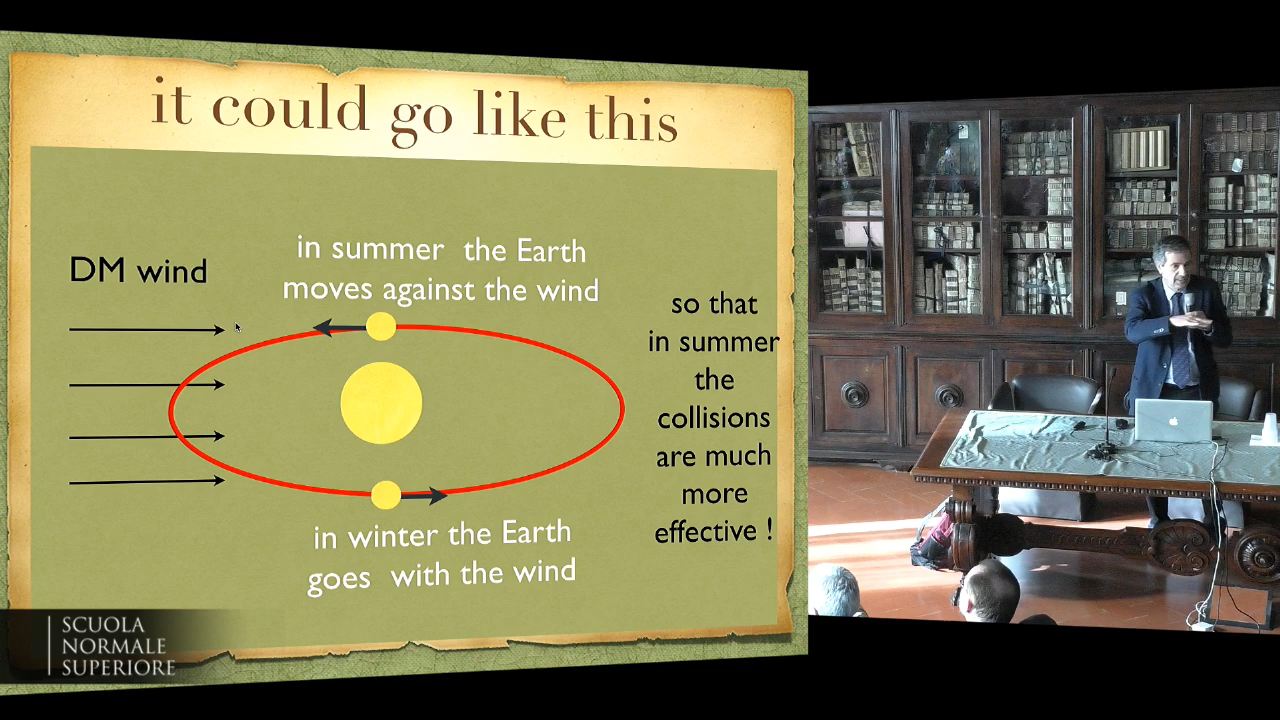 it could go like this
DM wind
in summer the Earth
moves against the wind
so that
in summer
the
collisions
are much
more
effective !
in winter the Earth
goes with the wind
SCUOLA
NORMALE
SUPERIORE